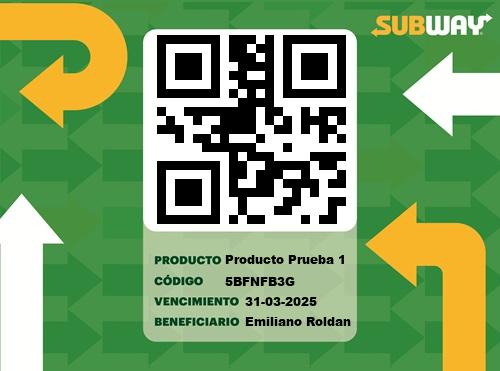 SUBWAY
PRODUCTO Producto Prueba 1
CÓDIGO 5BFNFB3G
VENCIMIENTO 31-03-2025
BENEFICIARIO Emiliano Roldan